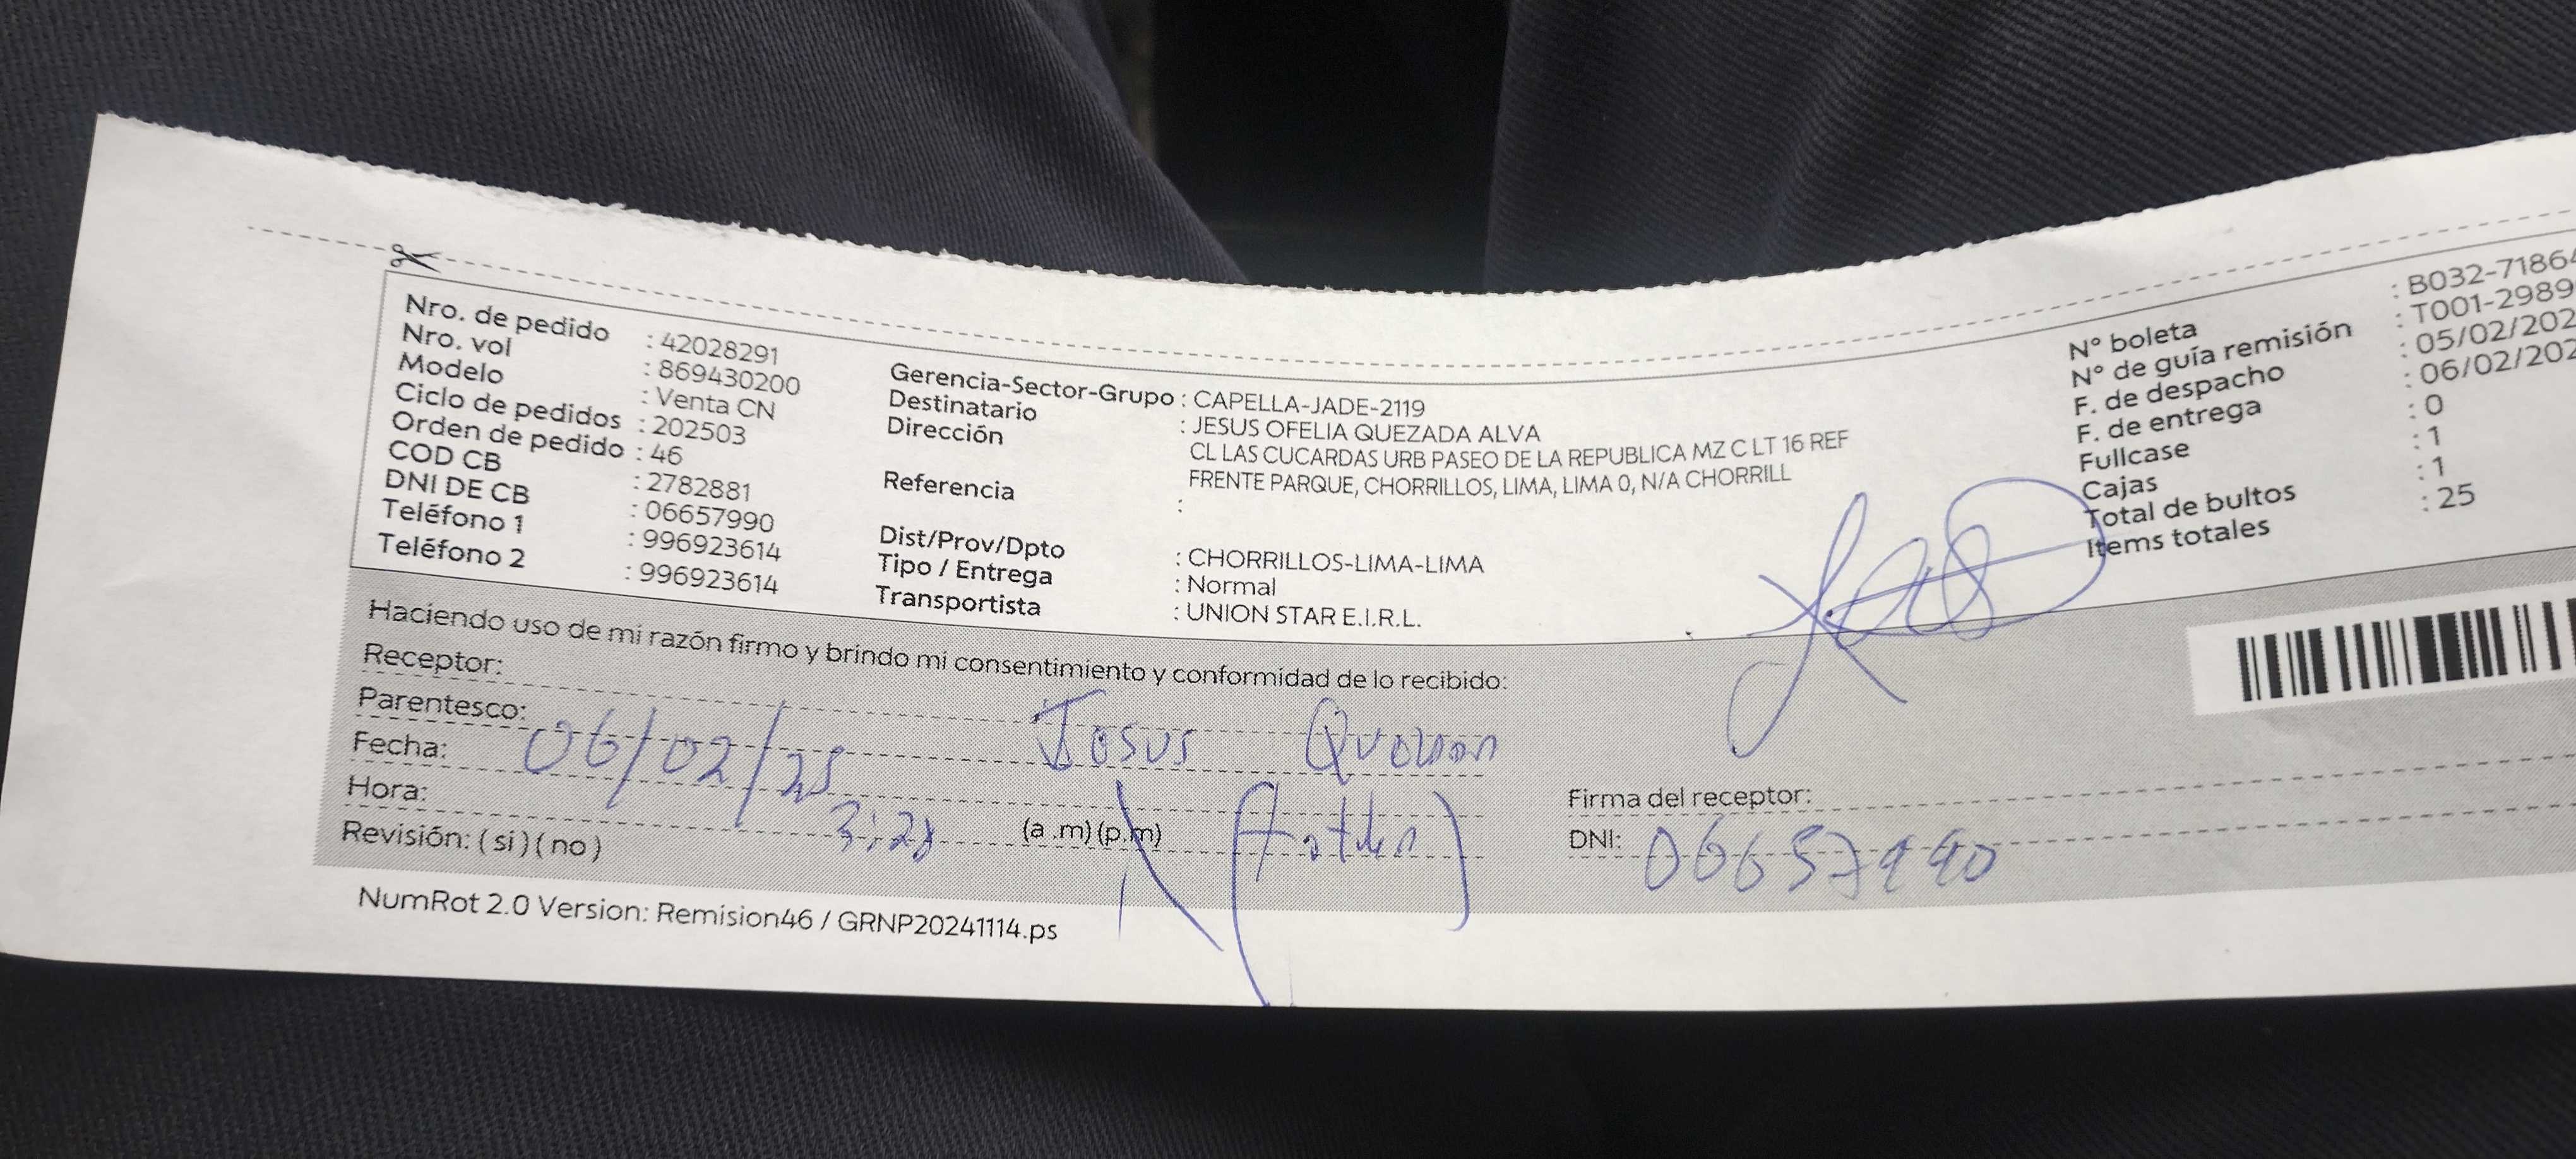 Nro. de pedido : 42028291
Nro. vol : 869430200
Modelo : Venta CN
Ciclo de pedidos : 202503
Orden de pedido : 46
COD CB : 2782881
DNI DE CB : 06657990
Teléfono 1 : 996923614
Teléfono 2 : 996923614
Gerencia-Sector-Grupo : CAPELLA-JADE-2119
Destinatario : JESUS OFELIA QUEZADA ALVA
Dirección CL LAS CUCARDAS URB PASEO DE LA REPUBLICA MZ C LT 16 REF
FRENTE PARQUE, CHORRILLOS, LIMA, LIMA 0, N/A CHORRILL
Referencia :
Dist/Prov/Dpto : CHORRILLOS-LIMA-LIMA
Tipo / Entrega : Normal
Transportista : UNION STAR E.I.R.L.
N° boleta : B032-71864
N° de guía remisión : T001-2989
F. de despacho : 05/02/202
F. de entrega : 06/02/202
Fullcase : 0
Cajas : 1
Total de bultos : 1
Items totales : 25
Haciendo uso de mi razón firmo y brindo mi consentimiento y conformidad de lo recibido:
Receptor: Jesus
Parentesco:
Fecha: 06/02/25
Hora: (a .m) (p.m)
Revisión: ( si ) ( no )
Firma del receptor:
DNI: 06657990
NumRot 2.0 Version: Remision46 / GRNP20241114.ps